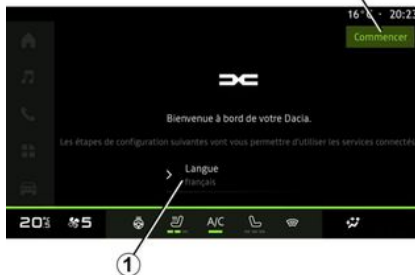 16°C · 20:23
Commencer
Bienvenue à bord de votre Dacia.
Les étapes de configuration suivantes vont vous permettre d'utiliser les services connectés
Langue
français
20°5 5 A/C
1